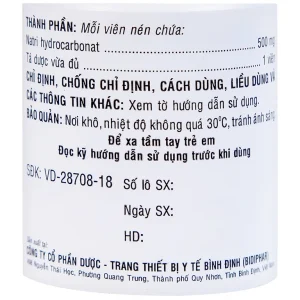 THÀNH PHẦN: Mỗi viên nén chứa:
Natri hydrocarbonat 500 mg
Tá dược vừa đủ 1 viên
CHỈ ĐỊNH, CHỐNG CHỈ ĐỊNH, CÁCH DÙNG, LIỀU DÙNG VÀ
CÁC THÔNG TIN KHÁC: Xem tờ hướng dẫn sử dụng.
BẢO QUẢN: Nơi khô, nhiệt độ không quá 30°C, tránh ánh sáng.
Để xa tầm tay trẻ em
Đọc kỹ hướng dẫn sử dụng trước khi dùng
SĐK: VD-28708-18 Số lô SX:
Ngày SX:
HD:
Sản xuất tại:
CÔNG TY CỔ PHẦN DƯỢC - TRANG THIẾT BỊ Y TẾ BÌNH ĐỊNH (BIDIPHAR)
Nguyễn Thái Học, Phường Quang Trung, Thành phố Quy Nhơn, Tỉnh Bình Định, Việt